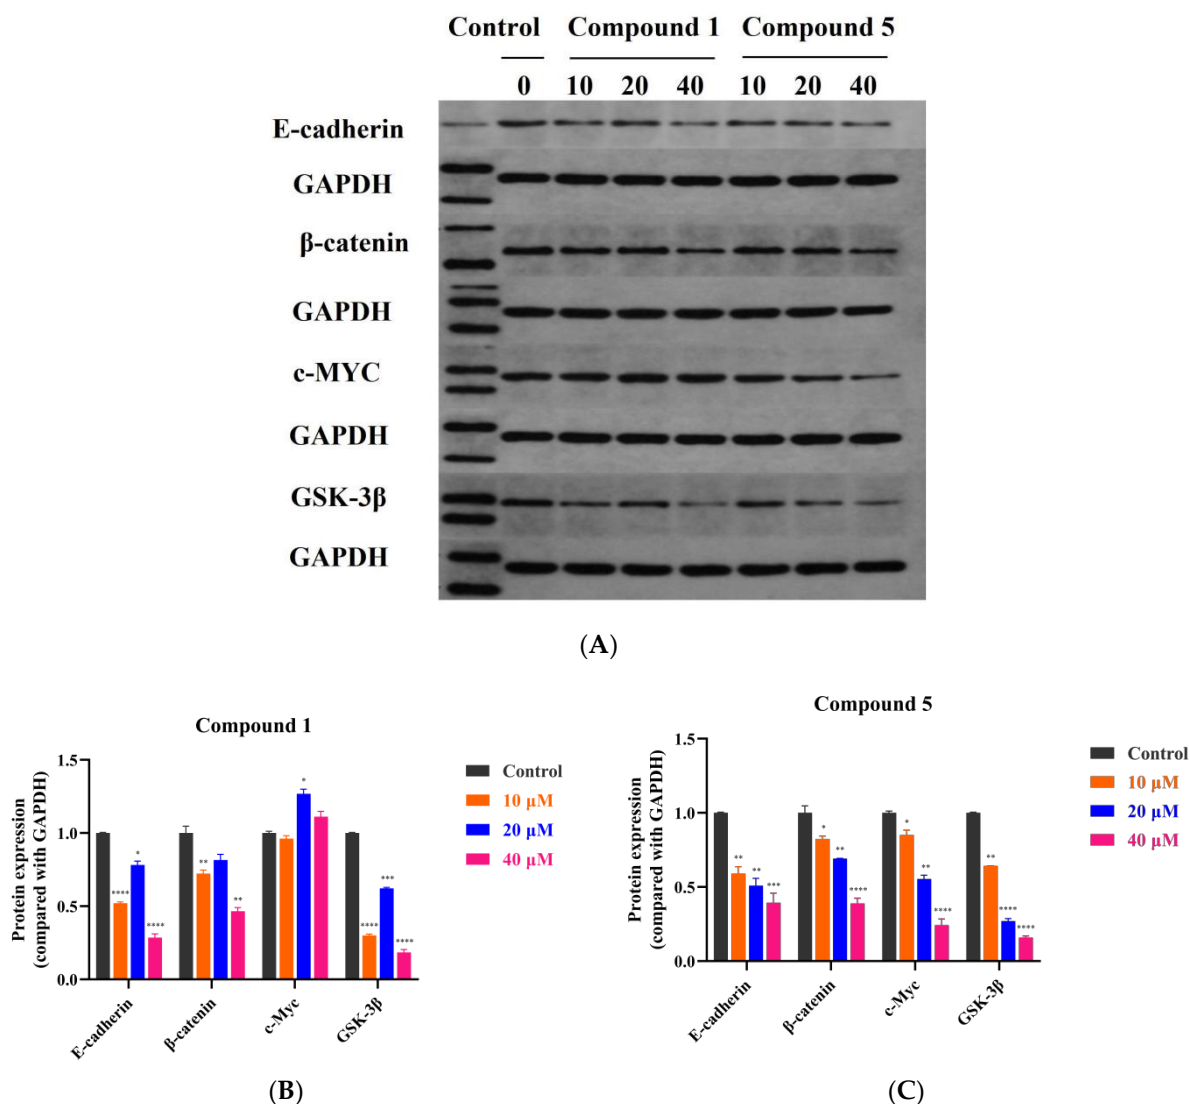 Control Compound 1 Compound 5
0 10 20 40 10 20 40
E-cadherin
GAPDH
β-catenin
GAPDH
c-MYC
GAPDH
GSK-3β
GAPDH
(A)
Compound 1
Protein expression
(compared with GAPDH)
1.5
1.0
0.5
0.0
**** * ****
** **
*
**** *** ****
E-cadherin
β-catenin
c-Myc
GSK-3β
Control
10 μM
20 μM
40 μM
(B)
Compound 5
Protein expression
(compared with GAPDH)
1.5
1.0
0.5
0.0
** ** ***
* ** ****
* ** ****
** **** ****
E-cadherin
β-catenin
c-Myc
GSK-3β
Control
10 μM
20 μM
40 μM
(C)